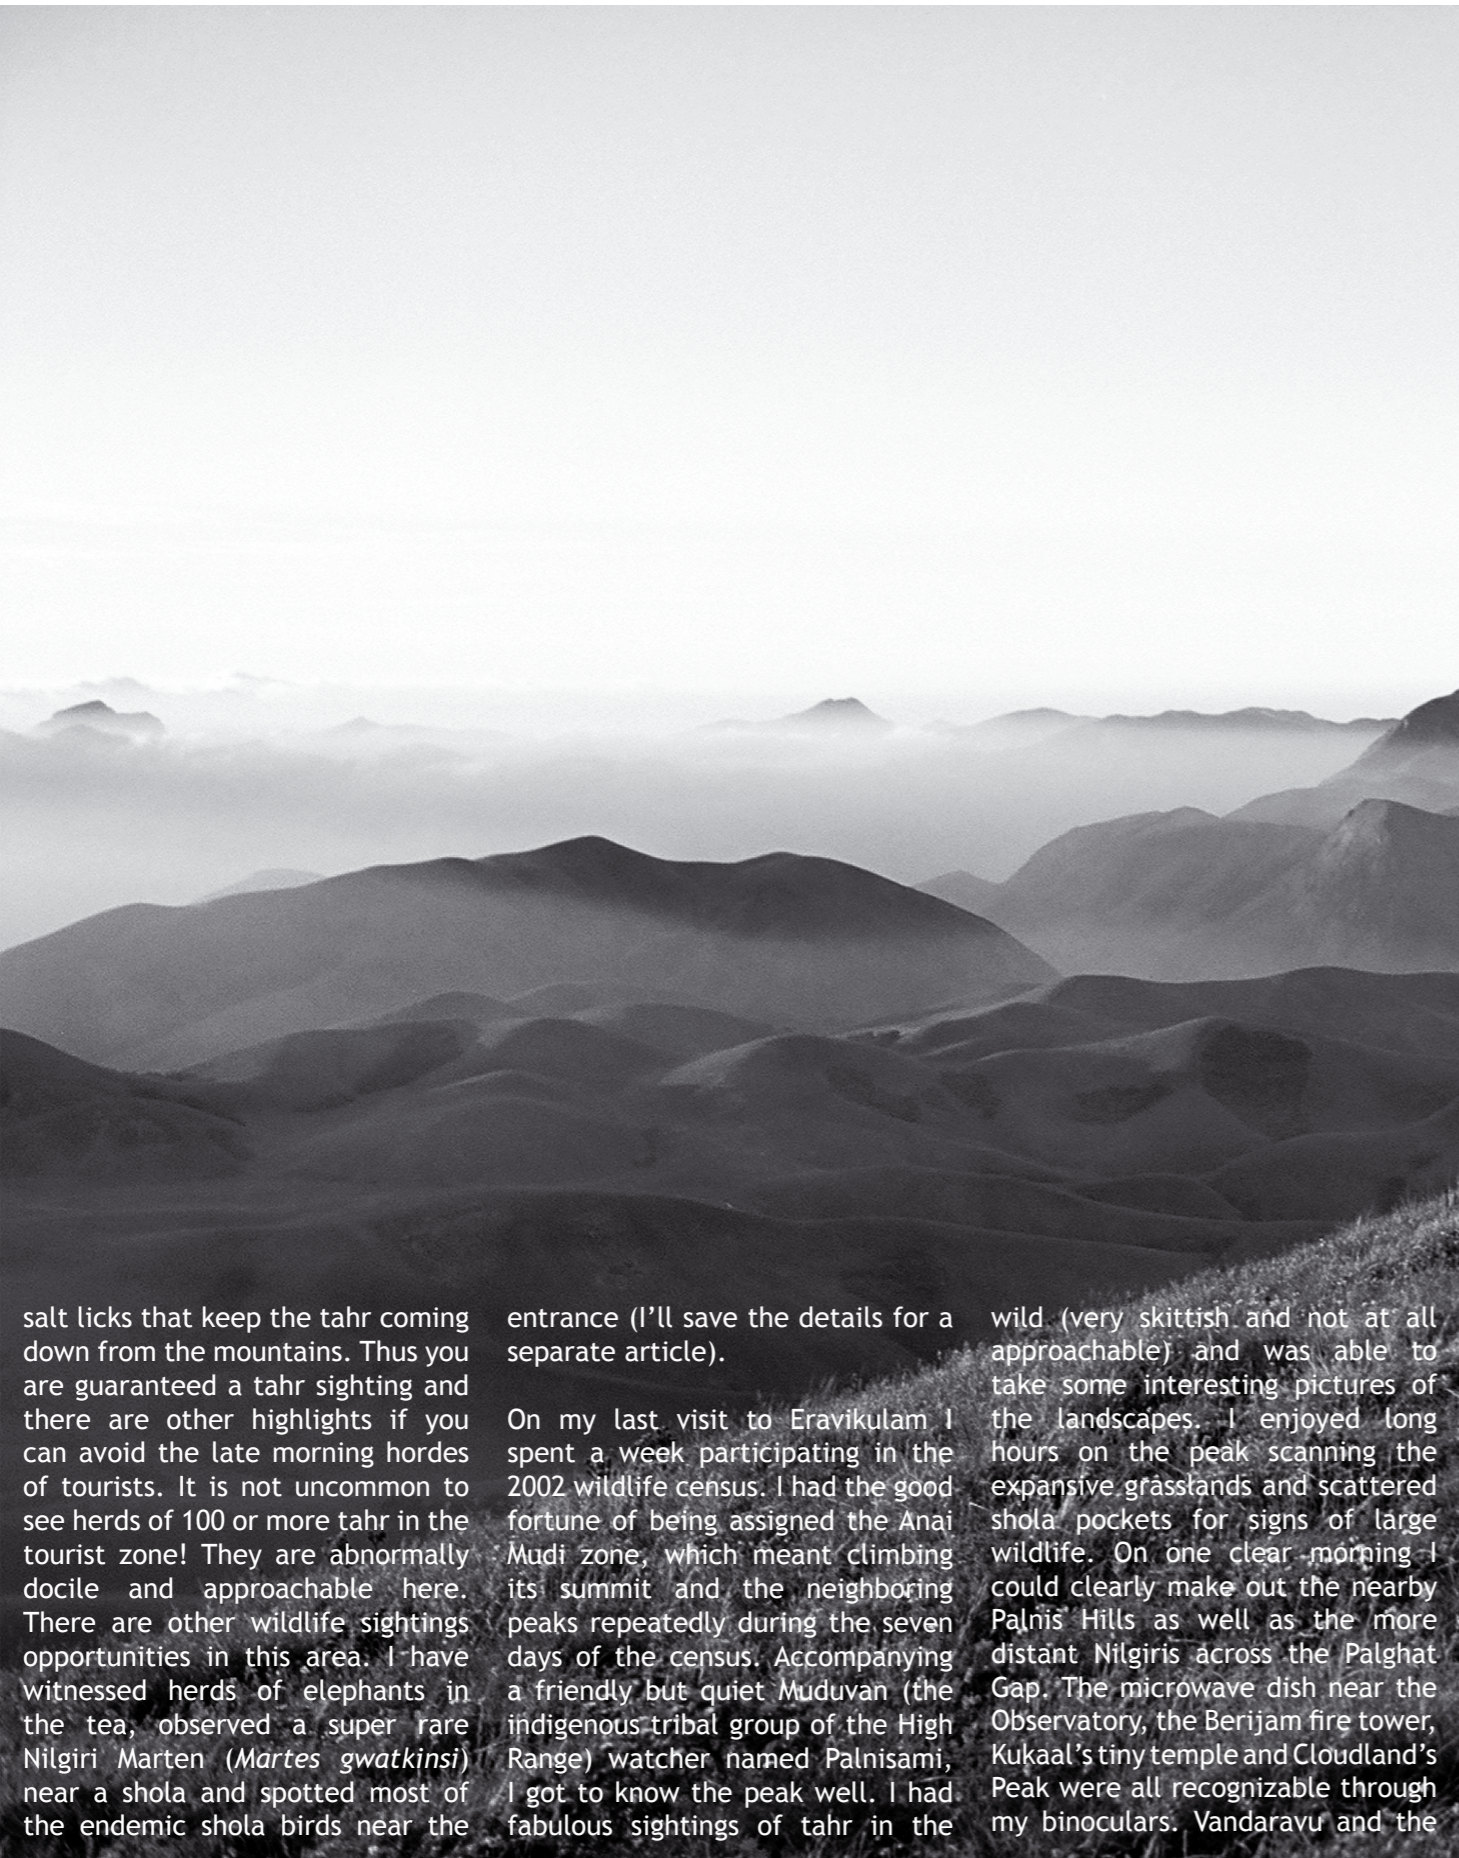 salt licks that keep the tahr coming
down from the mountains. Thus you
are guaranteed a tahr sighting and
there are other highlights if you
can avoid the late morning hordes
of tourists. It is not uncommon to
see herds of 100 or more tahr in the
tourist zone! They are abnormally
docile and approachable here.
There are other wildlife sightings
opportunities in this area. I have
witnessed herds of elephants in
the tea, observed a super rare
Nilgiri Marten (Martes gwatkinsi)
near a shola and spotted most of
the endemic shola birds near the
entrance (I’ll save the details for a
separate article).
On my last visit to Eravikulam I
spent a week participating in the
2002 wildlife census. I had the good
fortune of being assigned the Anai
Mudi zone, which meant climbing
its summit and the neighboring
peaks repeatedly during the seven
days of the census. Accompanying
a friendly but quiet Muduvan (the
indigenous tribal group of the High
Range) watcher named Palnisami,
I got to know the peak well. I had
fabulous sightings of tahr in the
wild (very skittish and not at all
approachable) and was able to
take some interesting pictures of
the landscapes. I enjoyed long
hours on the peak scanning the
expansive grasslands and scattered
shola pockets for signs of large
wildlife. On one clear morning I
could clearly make out the nearby
Palnis Hills as well as the more
distant Nilgiris across the Palghat
Gap. The microwave dish near the
Observatory, the Berijam fire tower,
Kukaal’s tiny temple and Cloudland’s
Peak were all recognizable through
my binoculars. Vandaravu and the